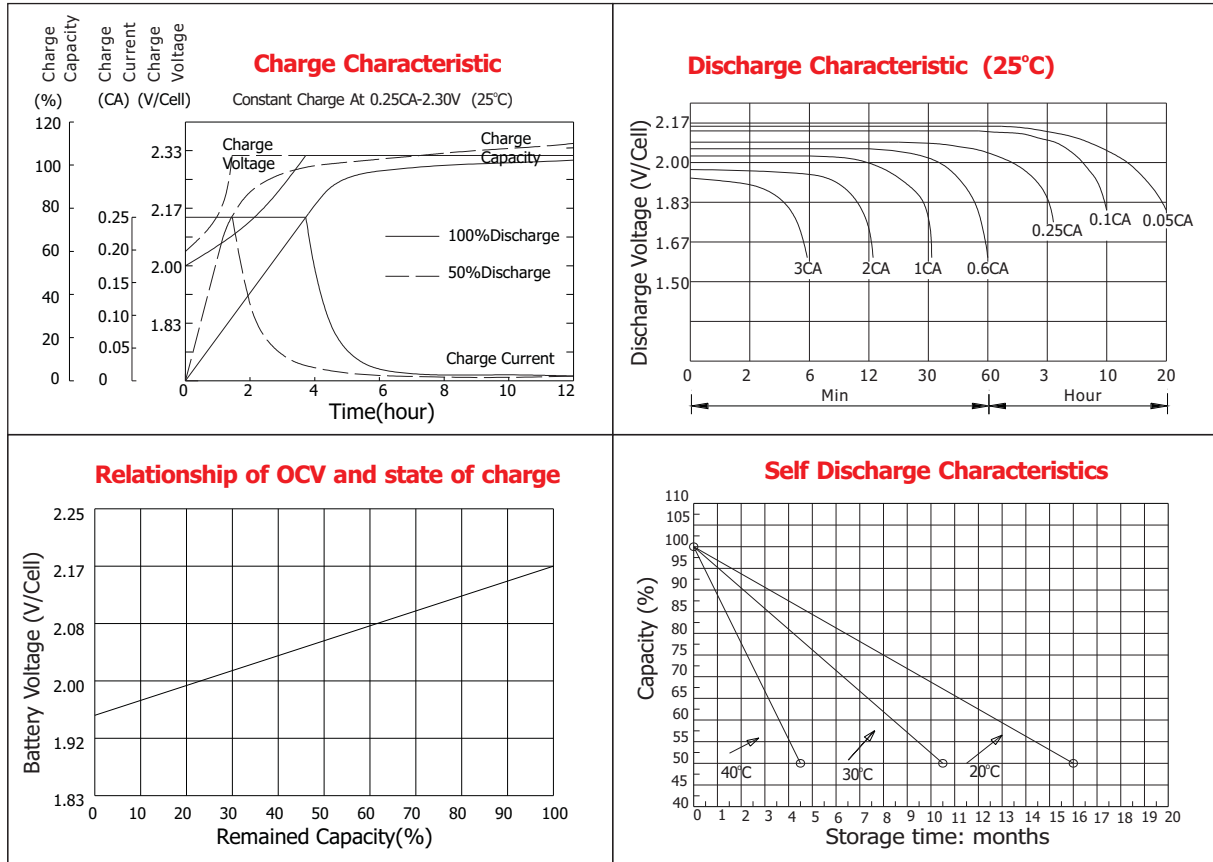 Charge Capacity
Charge Current
Charge Voltage
(%) (CA) (V/Cell)
Charge Characteristic
Constant Charge At 0.25CA-2.30V (25°C)
120
100
80
60
40
20
0
0.25
0.20
0.15
0.10
0.05
0
2.33
2.17
2.00
1.83
Charge Voltage
Charge Capacity
100%Discharge
50%Discharge
Charge Current
0 2 4 6 8 10 12
Time(hour)
Discharge Characteristic (25°C)
Discharge Voltage (V/Cell)
2.17
2.00
1.83
1.67
1.50
3CA 2CA 1CA 0.6CA 0.25CA 0.1CA 0.05CA
0 2 6 12 30 60 3 10 20
Min Hour
Relationship of OCV and state of charge
Battery Voltage (V/Cell)
2.25
2.17
2.08
2.00
1.92
1.83
0 10 20 30 40 50 60 70 80 90 100
Remained Capacity(%)
Self Discharge Characteristics
Capacity (%)
110
105
100
95
90
85
80
75
70
65
60
55
50
45
40
40°C 30°C 20°C
0 1 2 3 4 5 6 7 8 9 10 11 12 13 14 15 16 17 18 19 20
Storage time: months